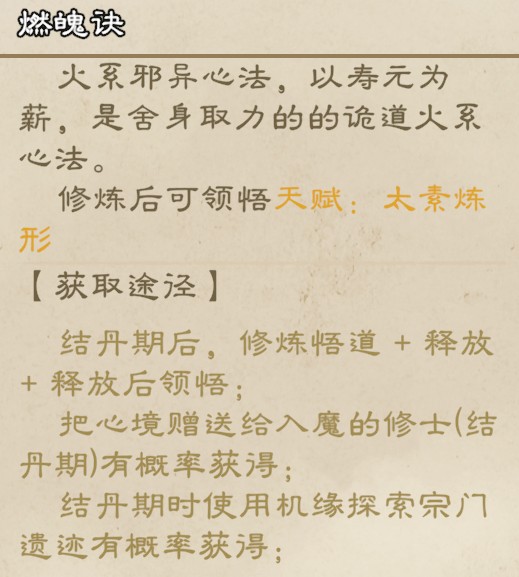 燃魄诀
火系邪异心法，以寿元为
薪，是舍身取力的的诡道火系
心法。
修炼后可领悟天赋：太素炼
形
【获取途径】
结丹期后，修炼悟道 + 释放
+ 释放后领悟；
把心境赠送给入魔的修士(结
丹期)有概率获得；
结丹期时使用机缘探索宗门
遗迹有概率获得；